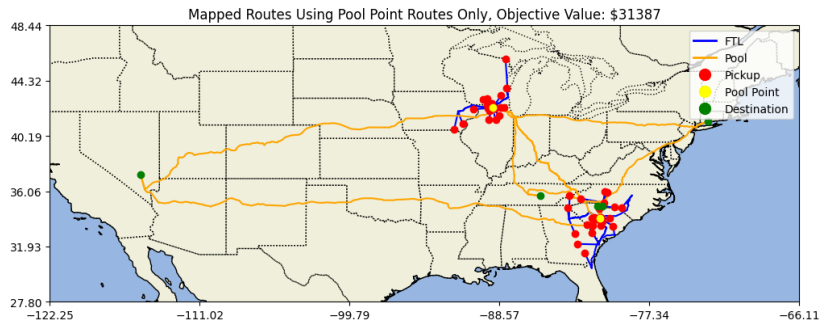 Mapped Routes Using Pool Point Routes Only, Objective Value: $31387
48.44
44.32
40.19
36.06
31.93
27.80
FTL
Pool
Pickup
Pool Point
Destination
−122.25
−111.02
−99.79
−88.57
−77.34
−66.11